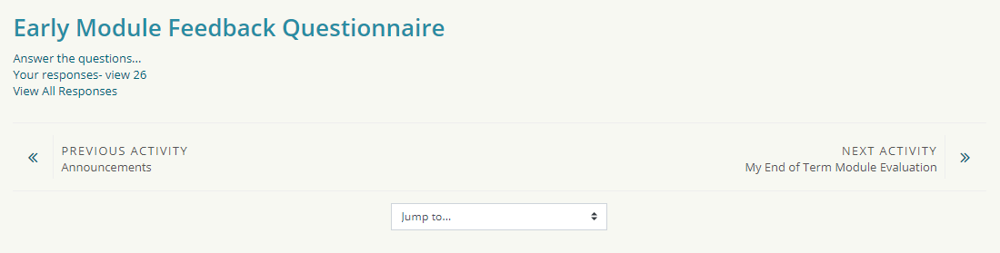 Early Module Feedback Questionnaire
Answer the questions...
Your responses- view 26
View All Responses
PREVIOUS ACTIVITY
Announcements
NEXT ACTIVITY
My End of Term Module Evaluation
Jump to...